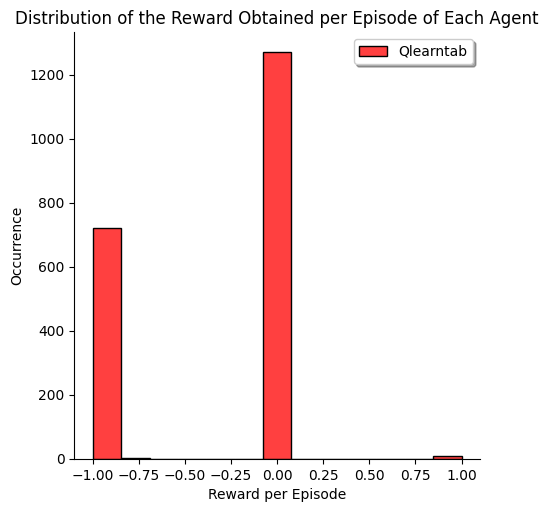 Distribution of the Reward Obtained per Episode of Each Agent
Qlearntab
1200
1000
800
600
400
200
0
Occurrence
−1.00 −0.75 −0.50 −0.25 0.00 0.25 0.50 0.75 1.00
Reward per Episode